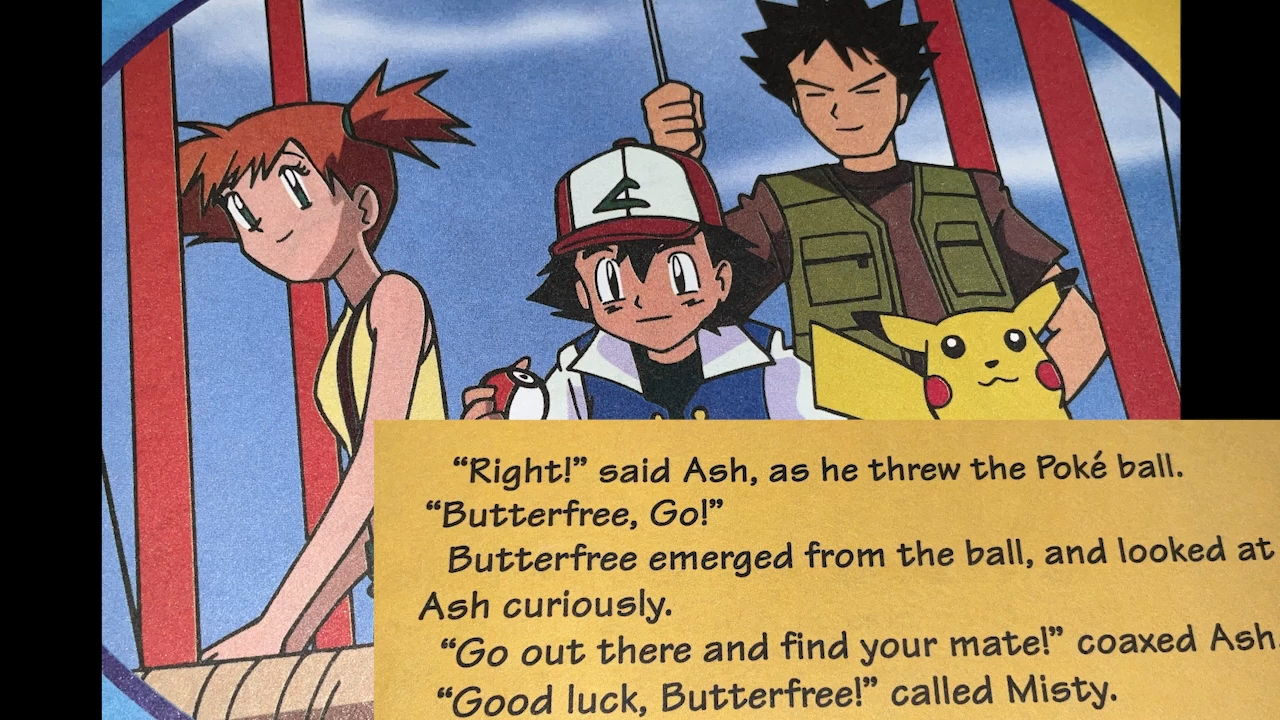 “Right!” said Ash, as he threw the Poké ball.
“Butterfree, Go!”
Butterfree emerged from the ball, and looked at
Ash curiously.
“Go out there and find your mate!” coaxed Ash.
“Good luck, Butterfree!” called Misty.